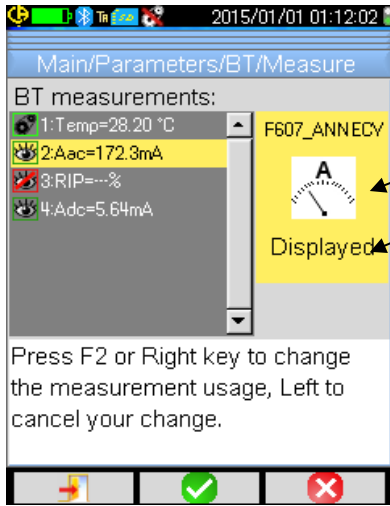 2015/01/01 01:12:02
Main/Parameters/BT/Measure
BT measurements:
1:Temp=28.20 °C
2:Aac=172.3mA
3:RIP=---%
4:Adc=5.64mA
F607_ANNECY
A
Displayed
Press F2 or Right key to change
the measurement usage, Left to
cancel your change.